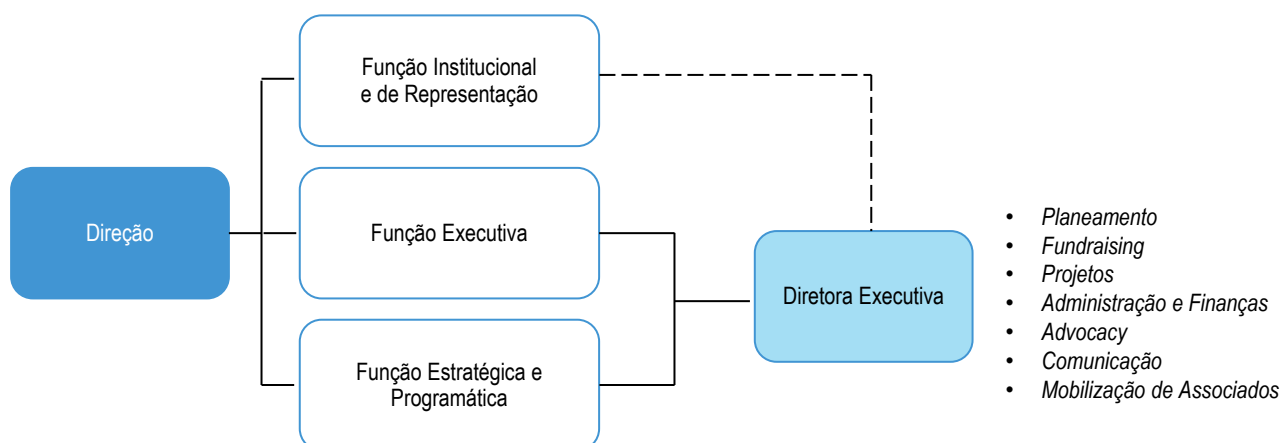 Função Institucional
e de Representação
Direção
Função Executiva
Função Estratégica e
Programática
Diretora Executiva
• Planeamento
• Fundraising
• Projetos
• Administração e Finanças
• Advocacy
• Comunicação
• Mobilização de Associados